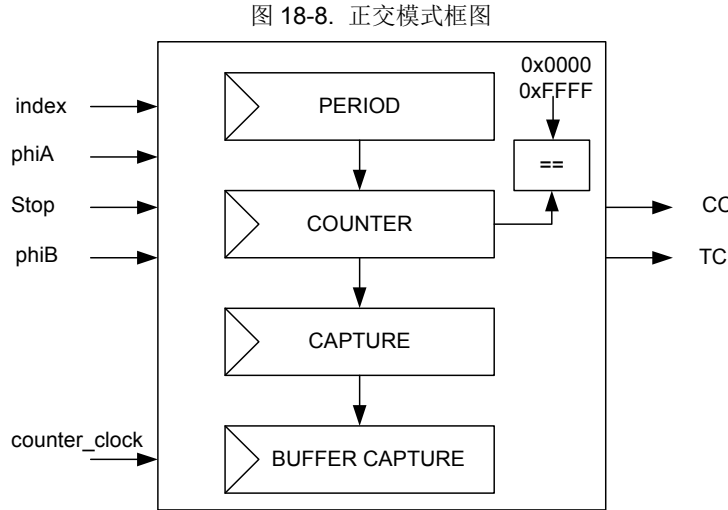 图 18-8. 正交模式框图
0x0000
0xFFFF
index
PERIOD
phiA
==
Stop
COUNTER
CC
phiB
TC
CAPTURE
counter_clock
BUFFER CAPTURE